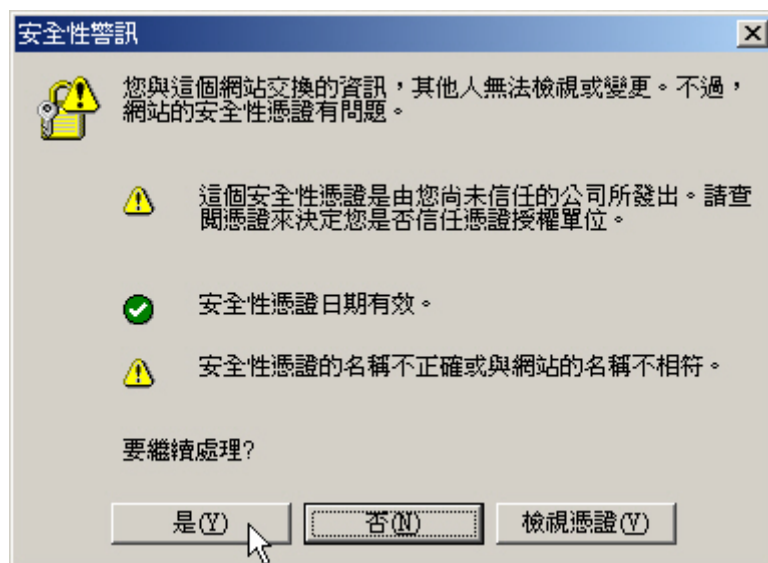 安全性警訊
您與這個網站交換的資訊，其他人無法檢視或變更。不過，
網站的安全性憑證有問題。
這個安全性憑證是由您尚未信任的公司所發出。請查
閱憑證來決定您是否信任憑證授權單位。
安全性憑證日期有效。
安全性憑證的名稱不正確或與網站的名稱不相符。
要繼續處理?
是(Y)
否(N)
檢視憑證(V)